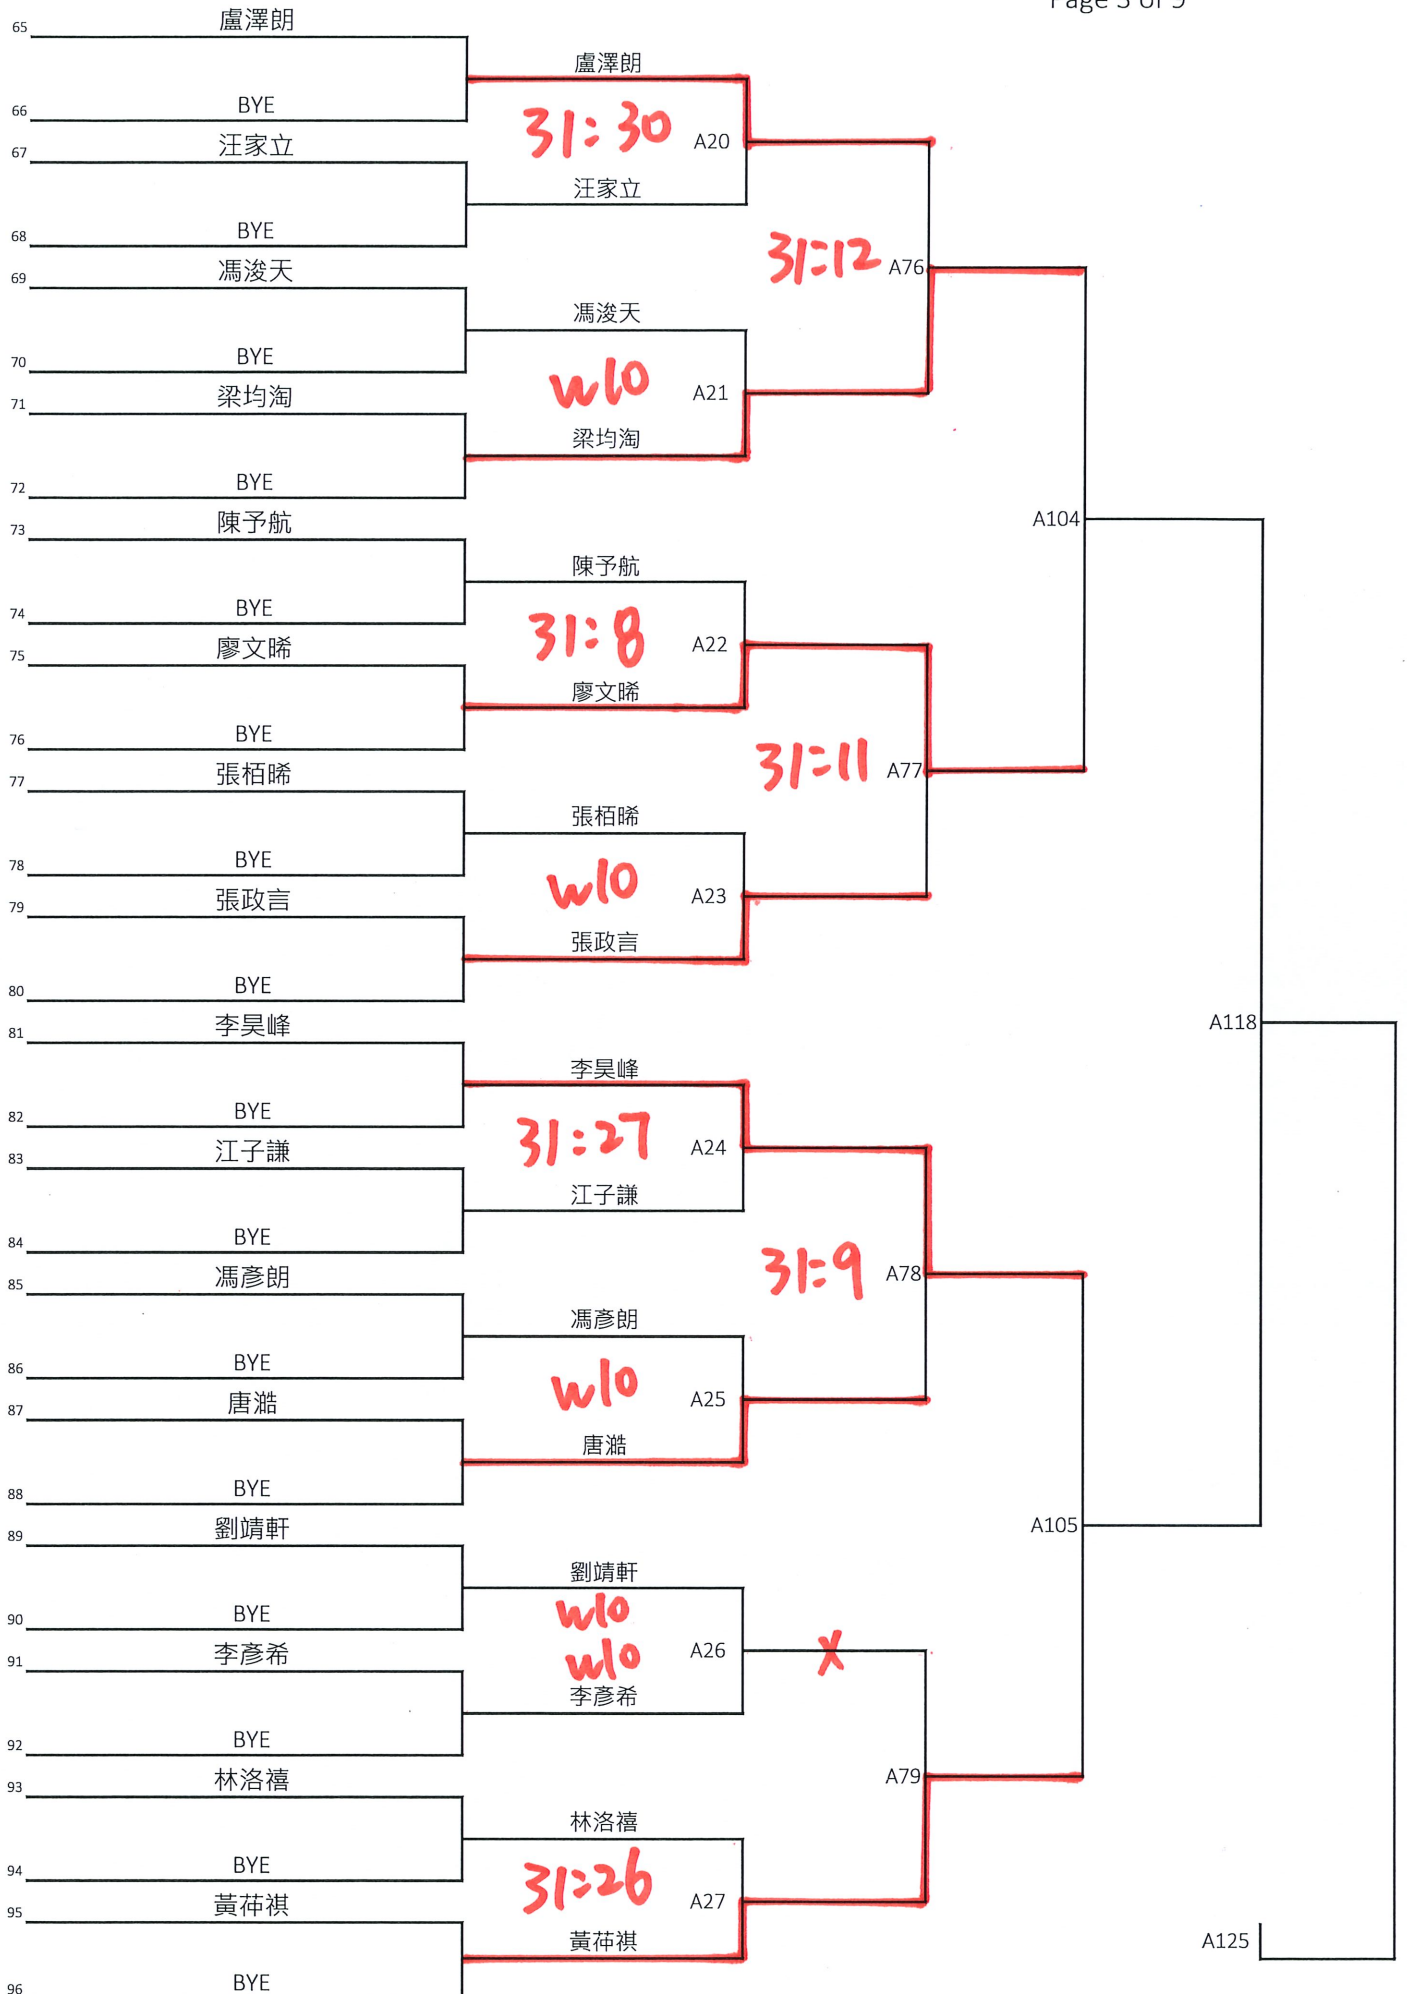 Page 3 of 9
65 盧澤朗
盧澤朗
66 BYE
31:30 A20
67 汪家立
汪家立
68 BYE
31:12 A76
69 馮浚天
馮浚天
70 BYE
w/o A21
71 梁均淘
梁均淘
72 BYE
73 陳予航
A104
陳予航
74 BYE
31:8 A22
75 廖文晞
廖文晞
76 BYE
31:11 A77
77 張栢晞
張栢晞
78 BYE
w/o A23
79 張政言
張政言
80 BYE
81 李昊峰
A118
李昊峰
82 BYE
31:27 A24
83 江子謙
江子謙
84 BYE
31:9 A78
85 馮彥朗
馮彥朗
86 BYE
w/o A25
87 唐澔
唐澔
88 BYE
89 劉靖軒
A105
劉靖軒
90 BYE
w/o
w/o A26 X
91 李彥希
李彥希
92 BYE
93 林洛禧
A79
林洛禧
94 BYE
31:26 A27
95 黃茽祺
黃茽祺
A125
96 BYE